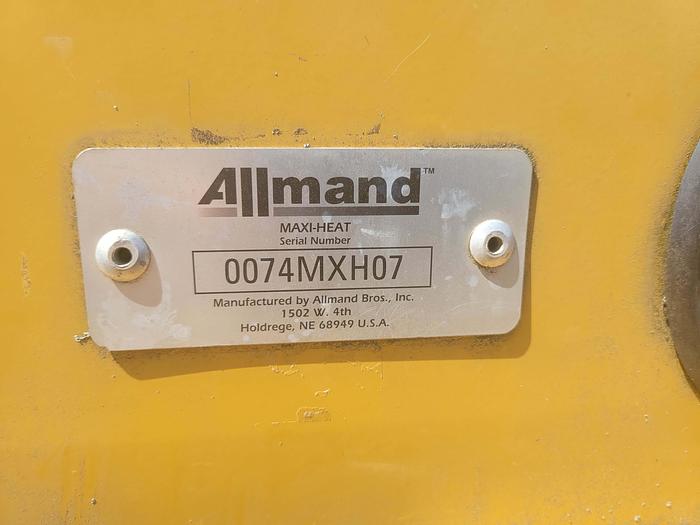 Allmand™
MAXI-HEAT
Serial Number
0074MXH07
Manufactured by Allmand Bros., Inc.
1502 W. 4th
Holdrege, NE 68949 U.S.A.